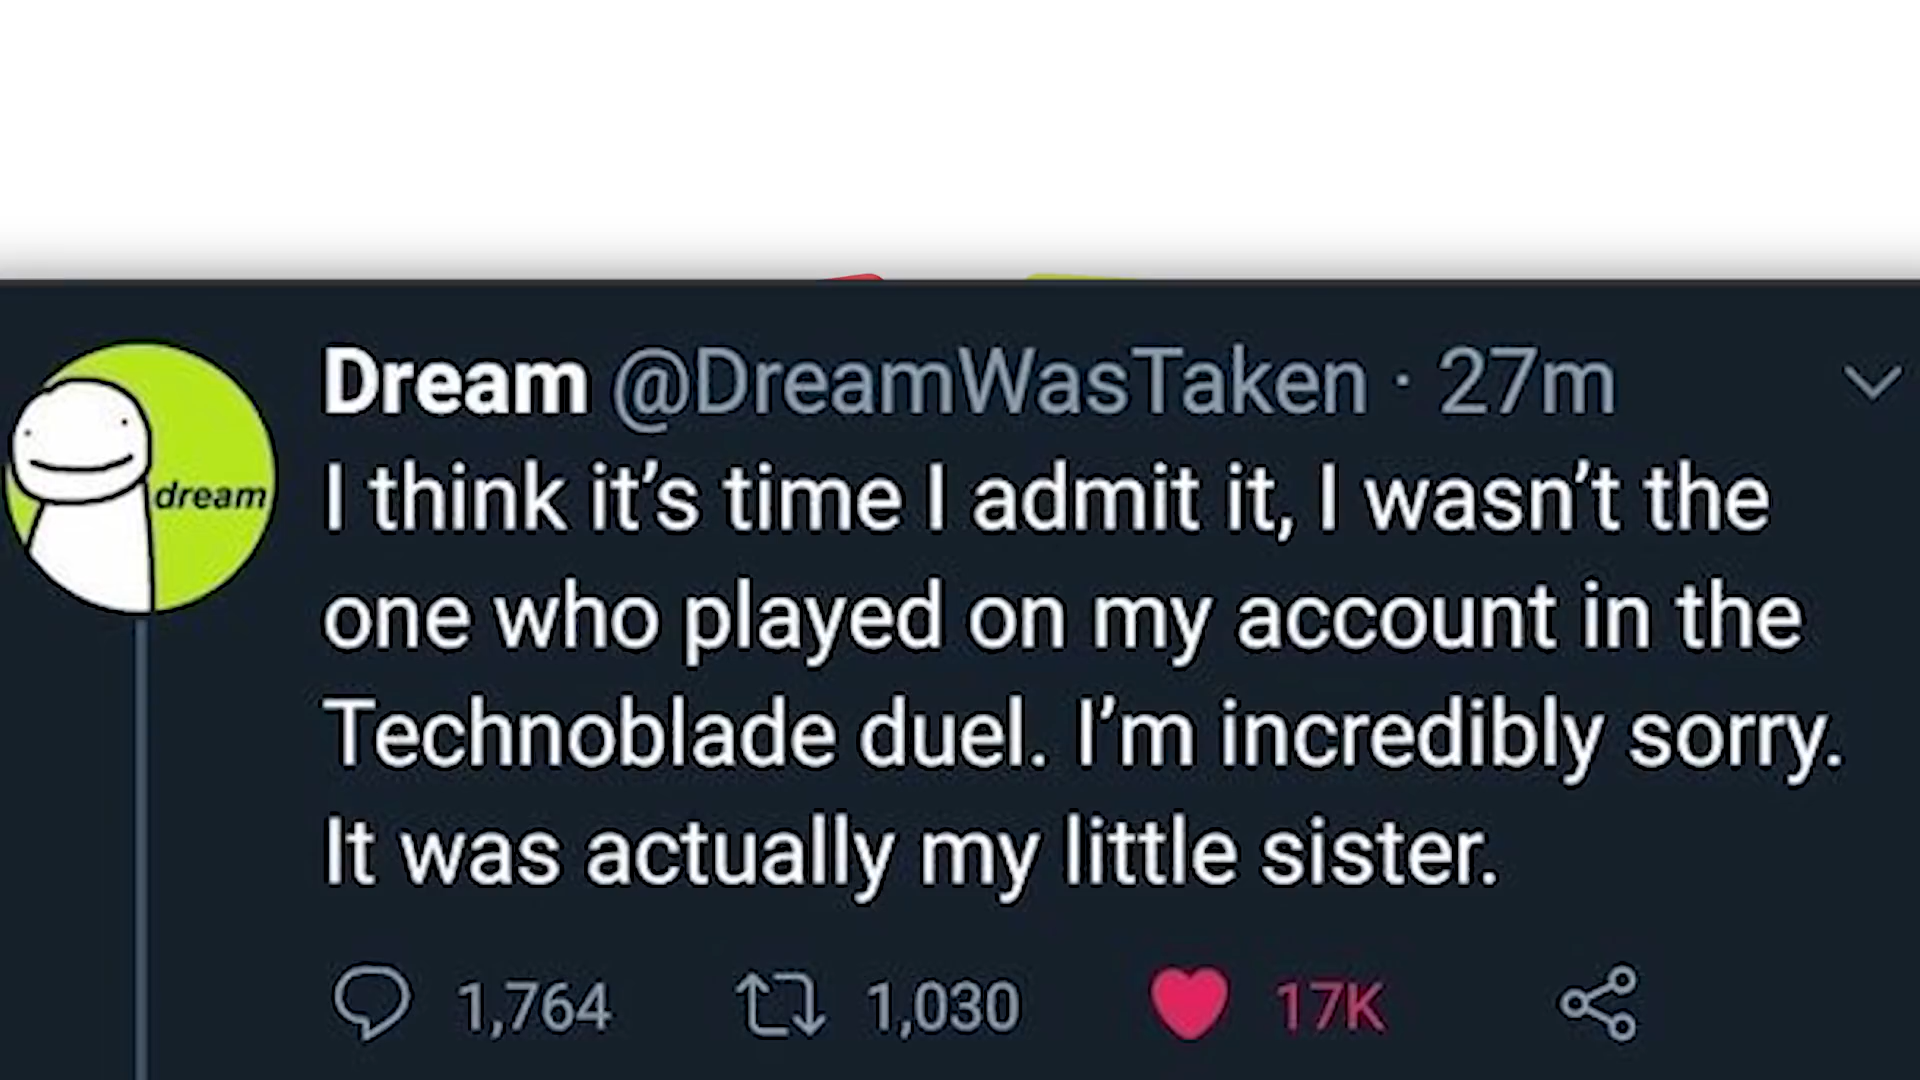 Dream @DreamWasTaken · 27m
dream
I think it’s time I admit it, I wasn’t the
one who played on my account in the
Technoblade duel. I’m incredibly sorry.
It was actually my little sister.
1,764 1,030 17K